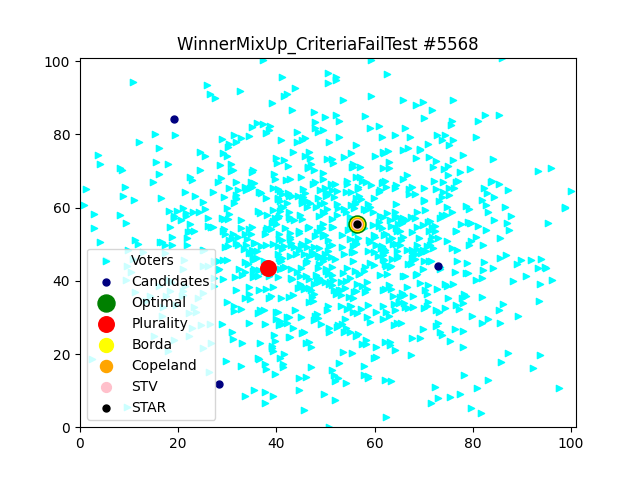 WinnerMixUp_CriteriaFailTest #5568
100
80
60
40
20
0
0 20 40 60 80 100
Voters
Candidates
Optimal
Plurality
Borda
Copeland
STV
STAR